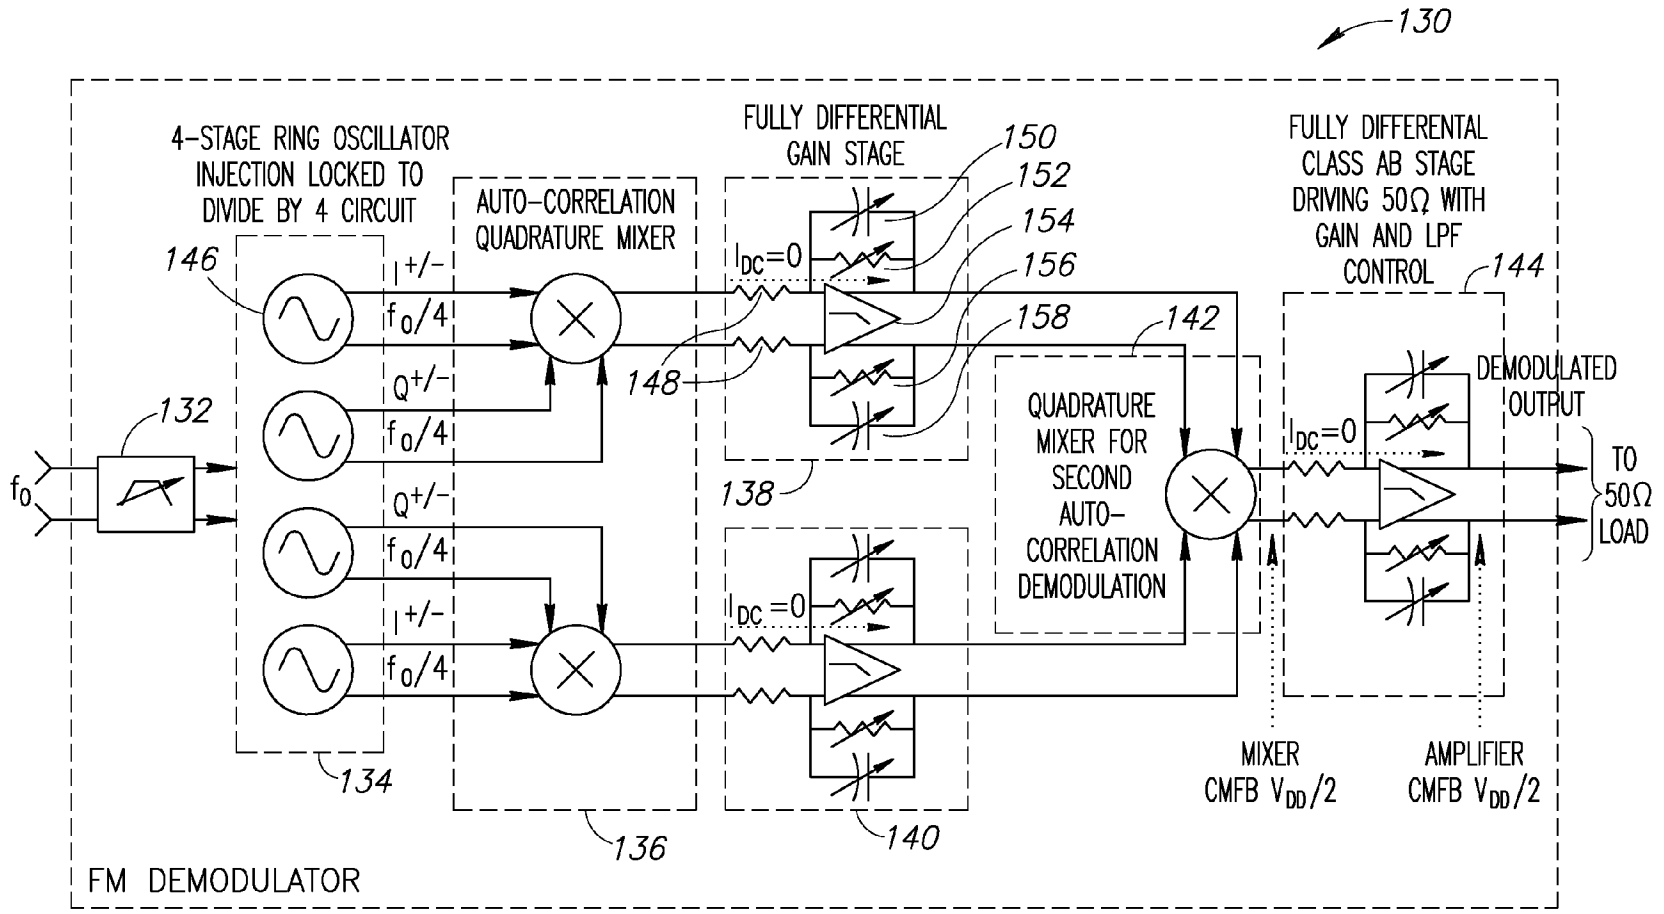 130
4-STAGE RING OSCILLATOR
INJECTION LOCKED TO
DIVIDE BY 4 CIRCUIT
AUTO-CORRELATION
QUADRATURE MIXER
FULLY DIFFERENTIAL
GAIN STAGE
FULLY DIFFERENTAL
CLASS AB STAGE
DRIVING 50Ω WITH
GAIN AND LPF
CONTROL
150
152
154
156
158
146
I+/-
f0/4
Q+/-
f0/4
Q+/-
f0/4
I+/-
f0/4
IDC=0
148
138
142
144
132
f0
QUADRATURE
MIXER FOR
SECOND
AUTO-
CORRELATION
DEMODULATION
IDC=0
DEMODULATED
OUTPUT
TO
50Ω
LOAD
IDC=0
134
136
140
MIXER
CMFB VDD/2
AMPLIFIER
CMFB VDD/2
FM DEMODULATOR